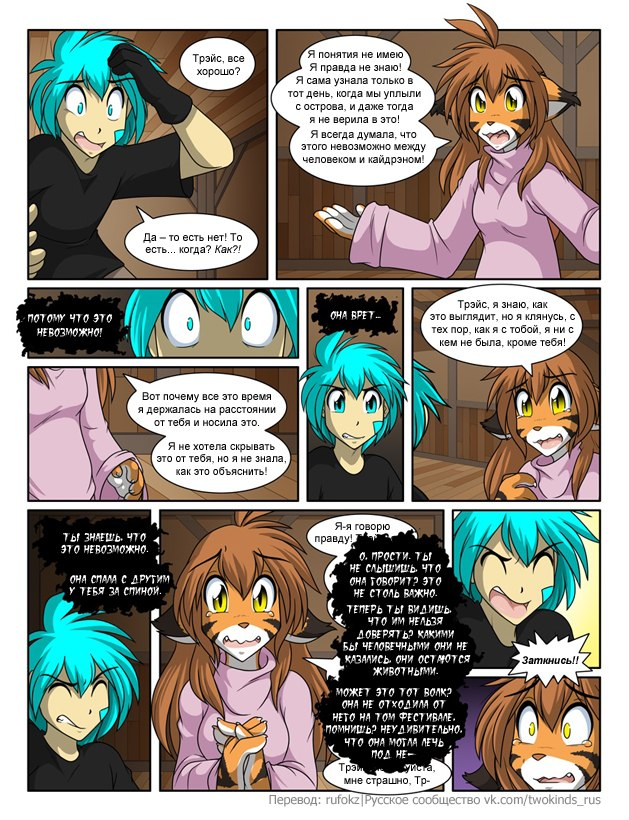 Трэйс, все
хорошо?
Да – то есть нет! То
есть... когда? Как?!
Я понятия не имею
Я правда не знаю!
Я сама узнала только в
тот день, когда мы уплыли
с острова, и даже тогда
я не верила в это!
Я всегда думала, что
этого невозможно между
человеком и кайдрэном!
ПОТОМУ ЧТО ЭТО
НЕВОЗМОЖНО!
Вот почему все это время
я держалась на расстоянии
от тебя и носила это.
Я не хотела скрывать
это от тебя, но я не знала,
как это объяснить!
ОНА ВРЕТ...
Трэйс, я знаю, как
это выглядит, но я клянусь, с
тех пор, как я с тобой, я ни с
кем не была, кроме тебя!
ТЫ ЗНАЕШЬ, ЧТО
ЭТО НЕВОЗМОЖНО.
ОНА СПАЛА С ДРУГИМ
У ТЕБЯ ЗА СПИНОЙ.
Я-я говорю
правду!
О, ПРОСТИ. ТЫ
НЕ СЛЫШИШЬ, ЧТО
ОНА ГОВОРИТ? ЭТО
НЕ СТОЛЬ ВАЖНО.
ТЕПЕРЬ ТЫ ВИДИШЬ,
ЧТО ИМ НЕЛЬЗЯ
ДОВЕРЯТЬ? КАКИМИ
БЫ ЧЕЛОВЕЧНЫМИ ОНИ НЕ
КАЗАЛИСЬ, ОНИ ОСТАЮТСЯ
ЖИВОТНЫМИ.
МОЖЕТ ЭТО ТОТ ВОЛК?
ОНА НЕ ОТХОДИЛА ОТ
НЕГО НА ТОМ ФЕСТИВАЛЕ,
ПОМНИШЬ? НЕУДИВИТЕЛЬНО,
ЧТО ОНА МОГЛА ЛЕЧЬ
ПОД НЕ—
мне страшно, Тр-
Заткнись!!
Перевод: rufokz|Русское сообщество vk.com/twokinds_rus